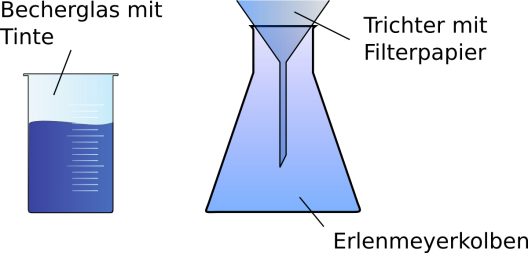 Becherglas mit
Tinte
Trichter mit
Filterpapier
Erlenmeyerkolben